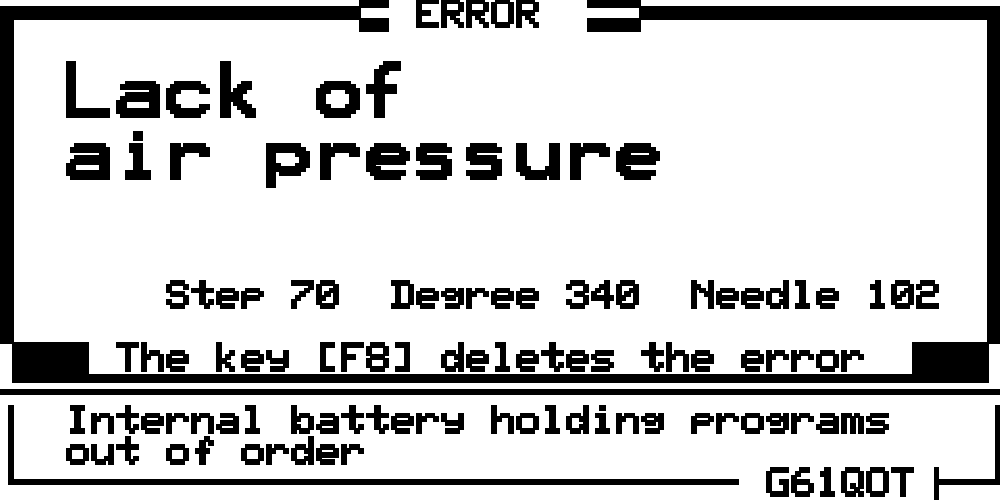 ERROR
Lack of
air pressure
Step 70 Degree 340 Needle 102
The key [F8] deletes the error
Internal battery holding programs
out of order
G61QOT